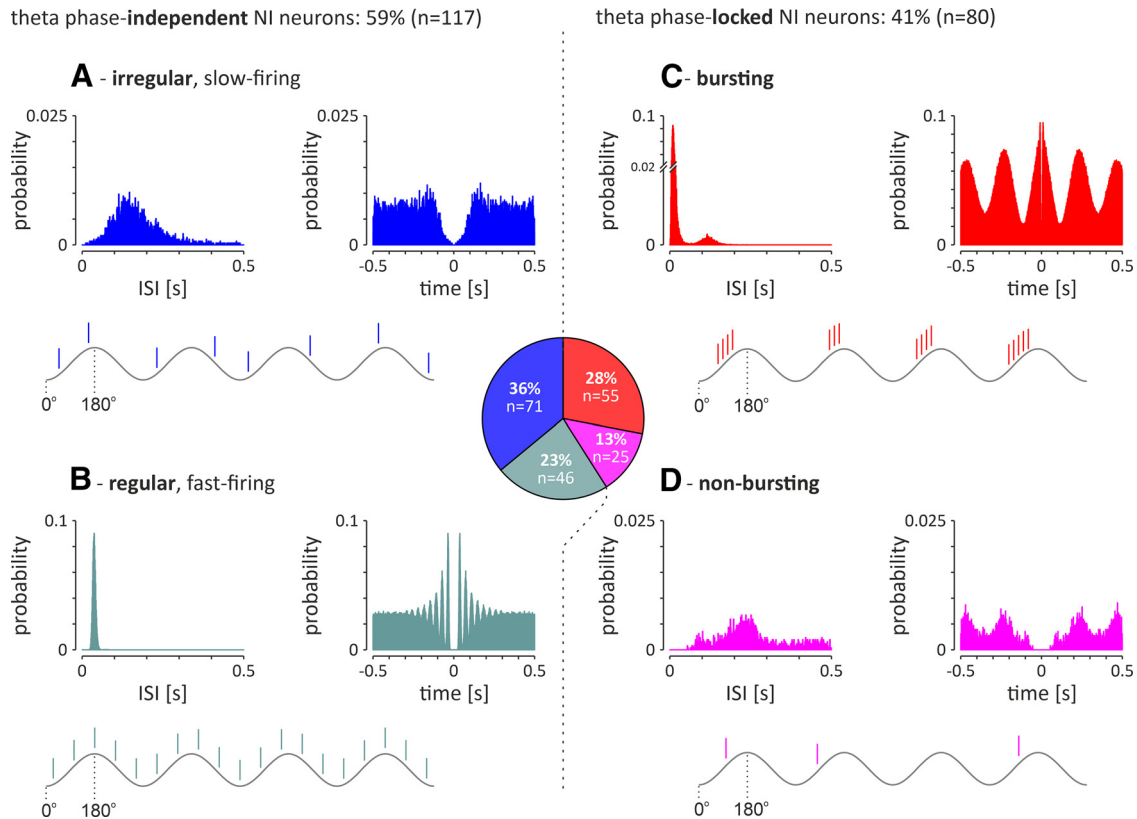 theta phase-independent NI neurons: 59% (n=117)
theta phase-locked NI neurons: 41% (n=80)
A - irregular, slow-firing
0.025
probability
0
0
0.5
ISI [s]
0.025
probability
0
-0.5
0
0.5
time [s]
0°
180°
C - bursting
0.1
0.02
probability
0
0
0.5
ISI [s]
0.1
probability
0
-0.5
0
0.5
time [s]
0°
180°
36%
n=71
28%
n=55
13%
n=25
23%
n=46
B - regular, fast-firing
0.1
probability
0
0
0.5
ISI [s]
0.1
probability
0
-0.5
0
0.5
time [s]
0°
180°
D - non-bursting
0.025
probability
0
0
0.5
ISI [s]
0.025
probability
0
-0.5
0
0.5
time [s]
0°
180°